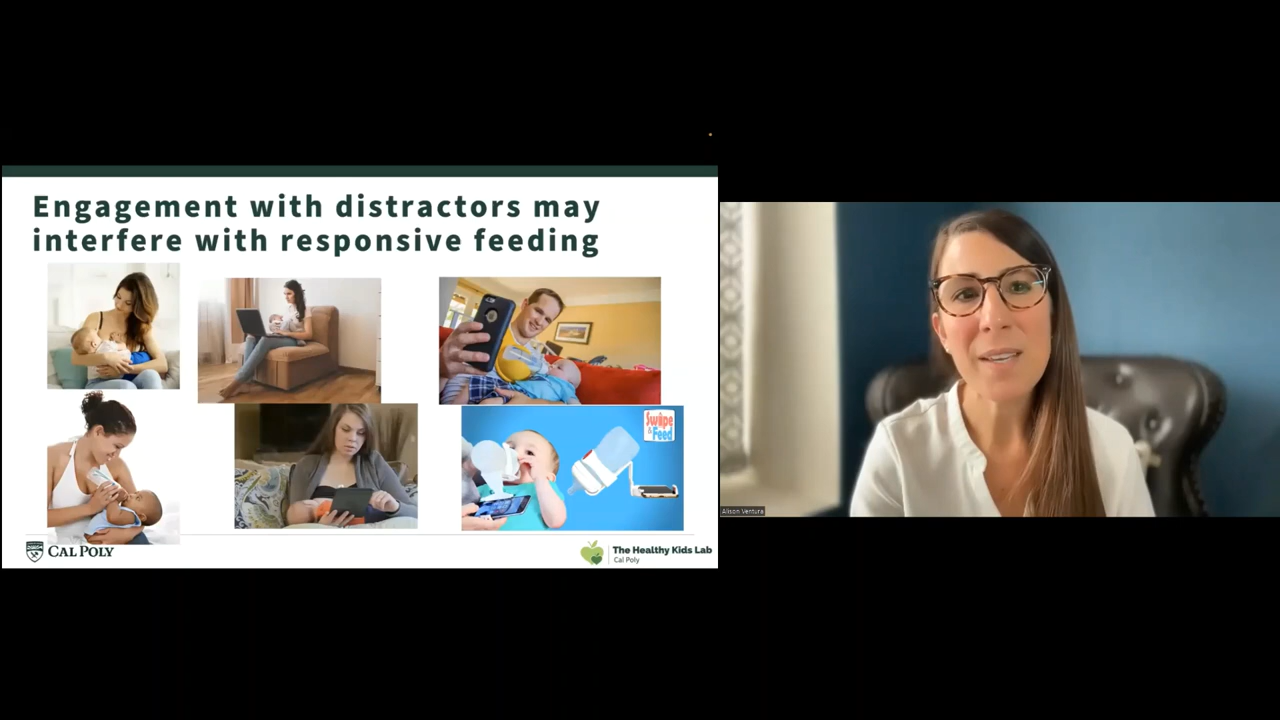 Engagement with distractors may
interfere with responsive feeding
Swipe
& Feed
CAL POLY
The Healthy Kids Lab
Cal Poly
Alison Ventura